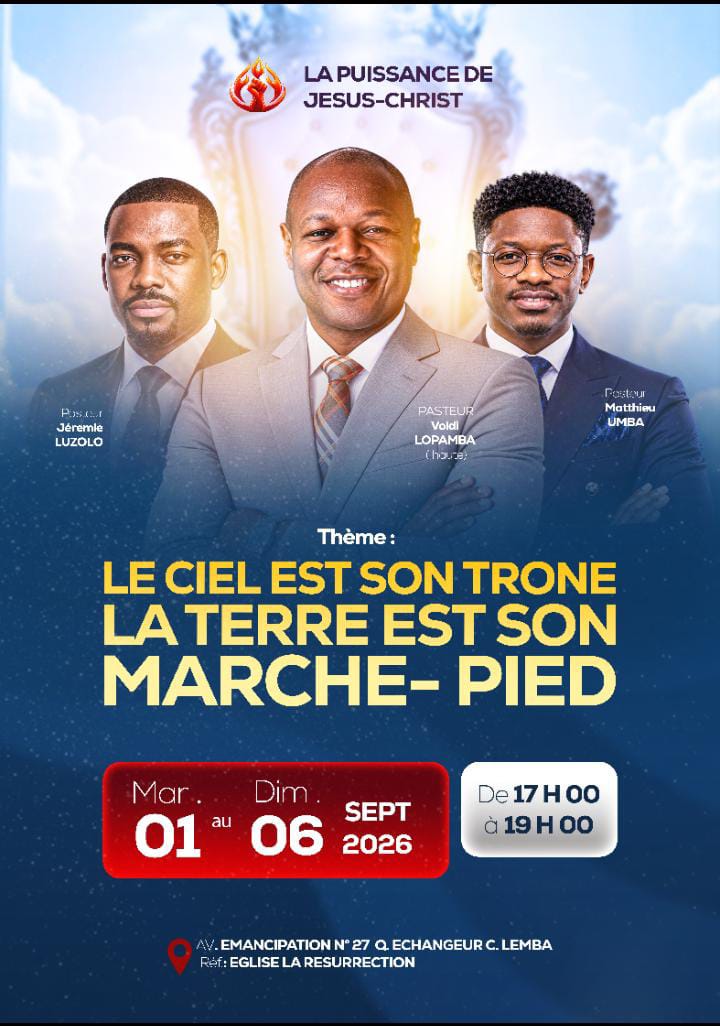 LA PUISSANCE DE
JESUS-CHRIST
Pasteur
Jéremie
LUZOLO
PASTEUR
Voldi
LOPAMBA
Pasteur
Matthieu
UMBA
Thème :
LE CIEL EST SON TRONE
LA TERRE EST SON
MARCHE- PIED
Mar. 01 au Dim. 06 SEPT 2026
De 17 H 00
à 19 H 00
AV. EMANCIPATION N° 27 Q. ECHANGEUR C. LEMBA
Réf.: EGLISE LA RESURRECTION